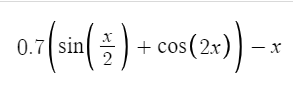 0.7(sin(x/2) + cos(2x)) − x